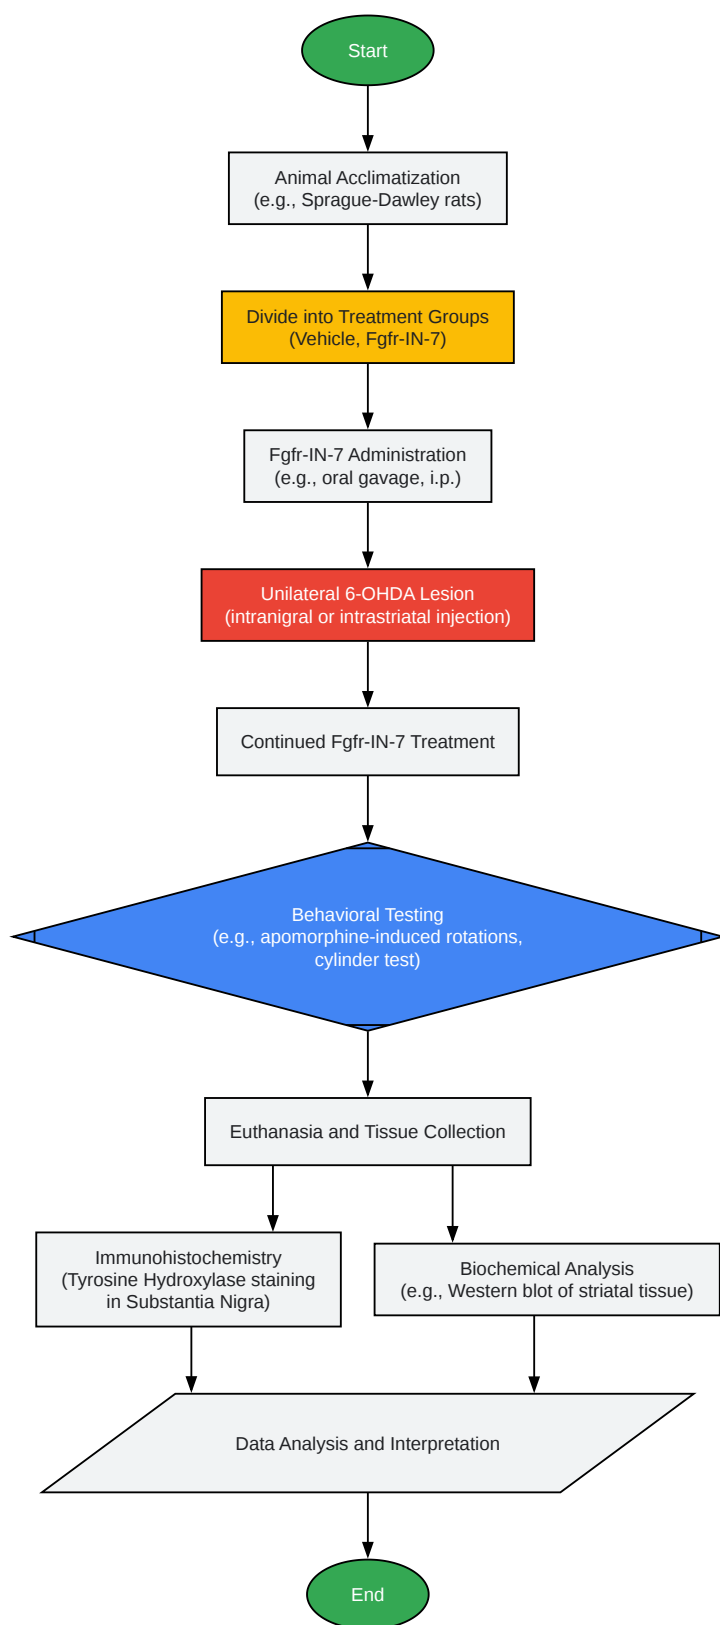 Start
Animal Acclimatization
(e.g., Sprague-Dawley rats)
Divide into Treatment Groups
(Vehicle, Fgfr-IN-7)
Fgfr-IN-7 Administration
(e.g., oral gavage, i.p.)
Unilateral 6-OHDA Lesion
(intranigral or intrastriatal injection)
Continued Fgfr-IN-7 Treatment
Behavioral Testing
(e.g., apomorphine-induced rotations,
cylinder test)
Euthanasia and Tissue Collection
Immunohistochemistry
(Tyrosine Hydroxylase staining
in Substantia Nigra)
Biochemical Analysis
(e.g., Western blot of striatal tissue)
Data Analysis and Interpretation
End